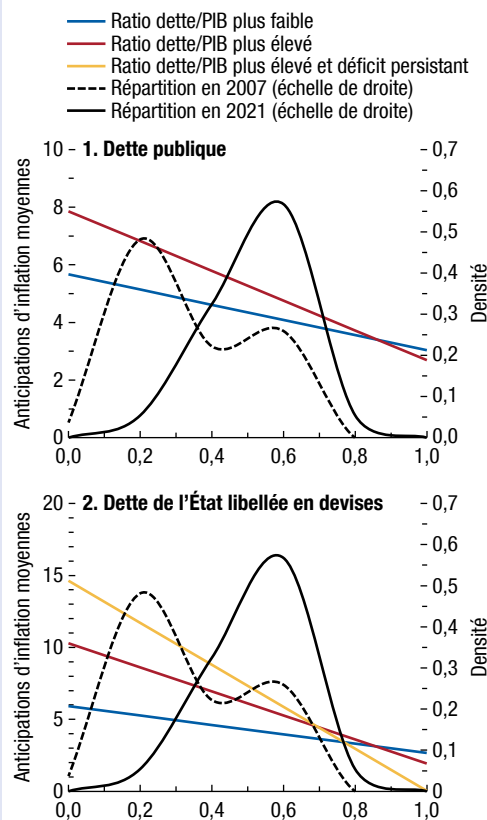 Ratio dette/PIB plus faible
Ratio dette/PIB plus élevé
Ratio dette/PIB plus élevé et déficit persistant
Répartition en 2007 (échelle de droite)
Répartition en 2021 (échelle de droite)
1. Dette publique
Anticipations d'inflation moyennes
10
8
6
4
2
0
0,7
0,6
0,5
0,4
0,3
0,2
0,1
0,0
Densité
0,0 0,2 0,4 0,6 0,8 1,0
2. Dette de l'État libellée en devises
Anticipations d'inflation moyennes
20
15
10
5
0
0,7
0,6
0,5
0,4
0,3
0,2
0,1
0,0
Densité
0,0 0,2 0,4 0,6 0,8 1,0